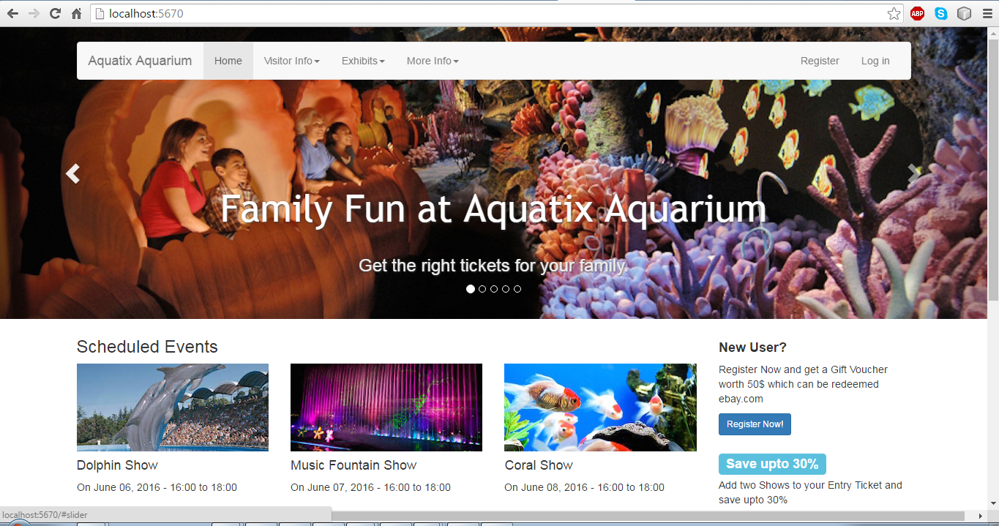 localhost:5670
ABP
Aquatix Aquarium
Home
Visitor Info
Exhibits
More Info
Register
Log in
Family Fun at Aquatix Aquarium
Get the right tickets for your family.
Scheduled Events
Dolphin Show
On June 06, 2016 - 16:00 to 18:00
Music Fountain Show
On June 07, 2016 - 16:00 to 18:00
Coral Show
On June 08, 2016 - 16:00 to 18:00
New User?
Register Now and get a Gift Voucher
worth 50$ which can be redeemed
ebay.com
Register Now!
Save upto 30%
Add two Shows to your Entry Ticket and
save upto 30%
localhost:5670/#slider